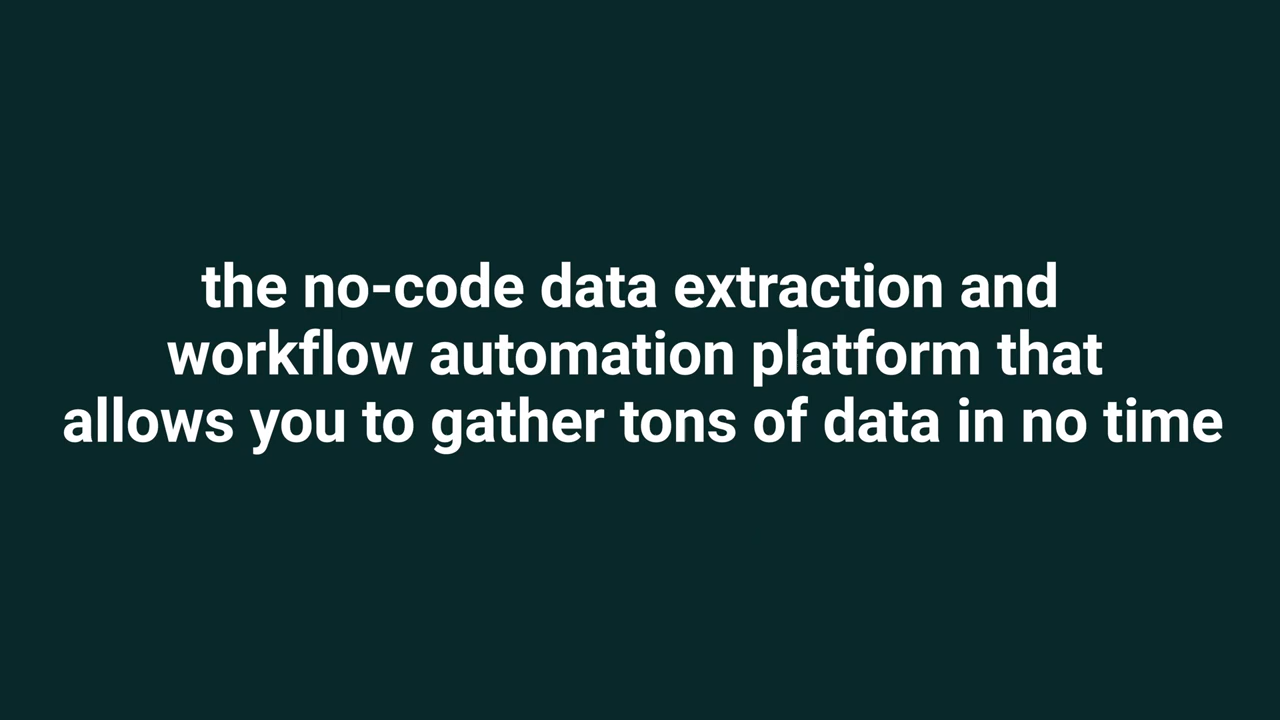 the no-code data extraction and
workflow automation platform that
allows you to gather tons of data in no time